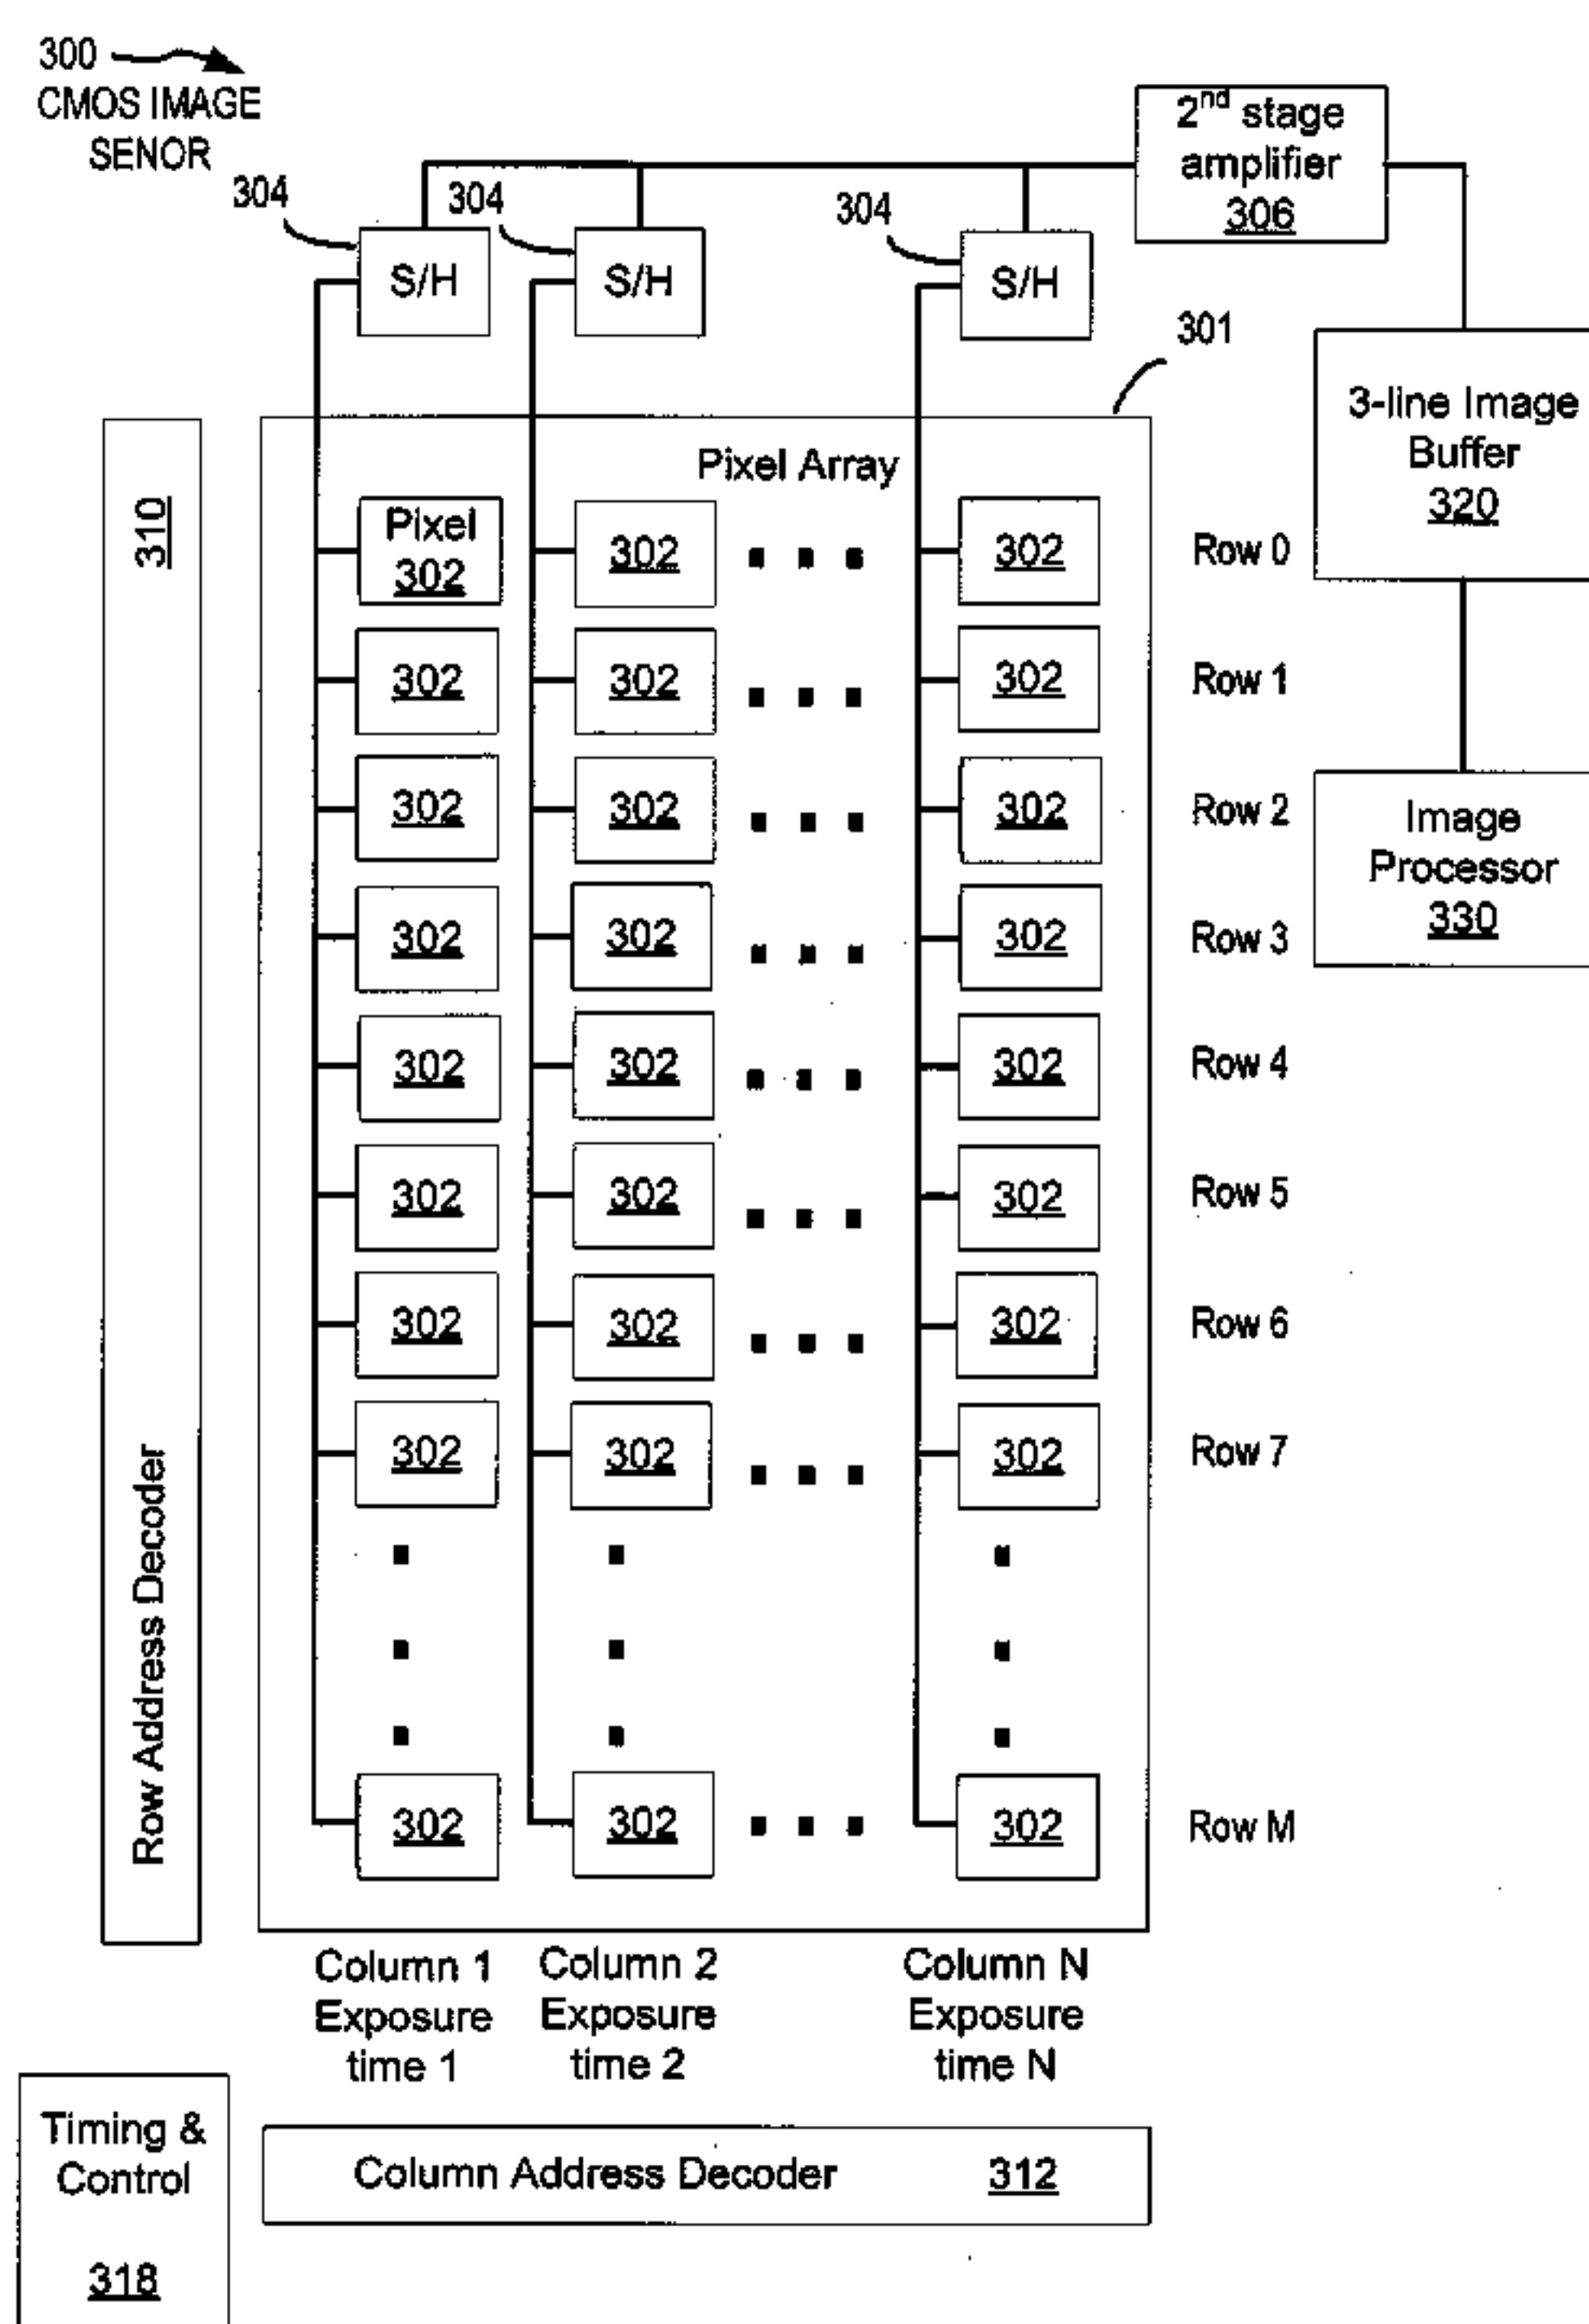 300
CMOS IMAGE
SENOR
2nd stage
amplifier
306
304
304
304
S/H
S/H
S/H
301
3-line Image
Buffer
320
310
Row Address Decoder
Pixel Array
Pixel
302
302
302
Row 0
302
302
302
Row 1
302
302
302
Row 2
Image
Processor
330
302
302
302
Row 3
302
302
302
Row 4
302
302
302
Row 5
302
302
302
Row 6
302
302
302
Row 7
302
302
302
Row M
Column 1
Exposure
time 1
Column 2
Exposure
time 2
Column N
Exposure
time N
Timing &
Control
318
Column Address Decoder 312